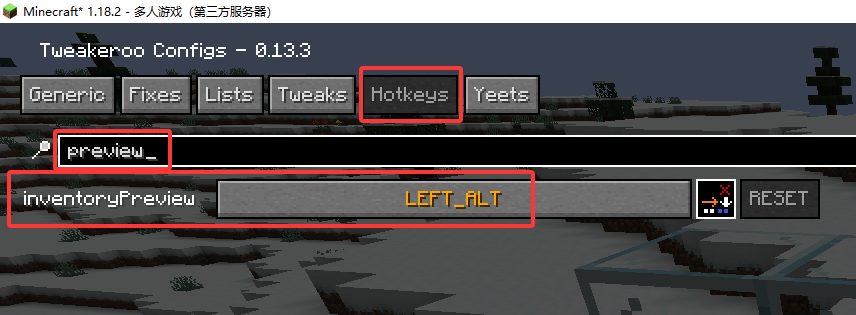 Minecraft* 1.18.2 - 多人游戏（第三方服务器）
Tweakeroo Configs - 0.13.3
Generic Fixes Lists Tweaks Hotkeys Yeets
preview_
inventoryPreview LEFT_ALT RESET